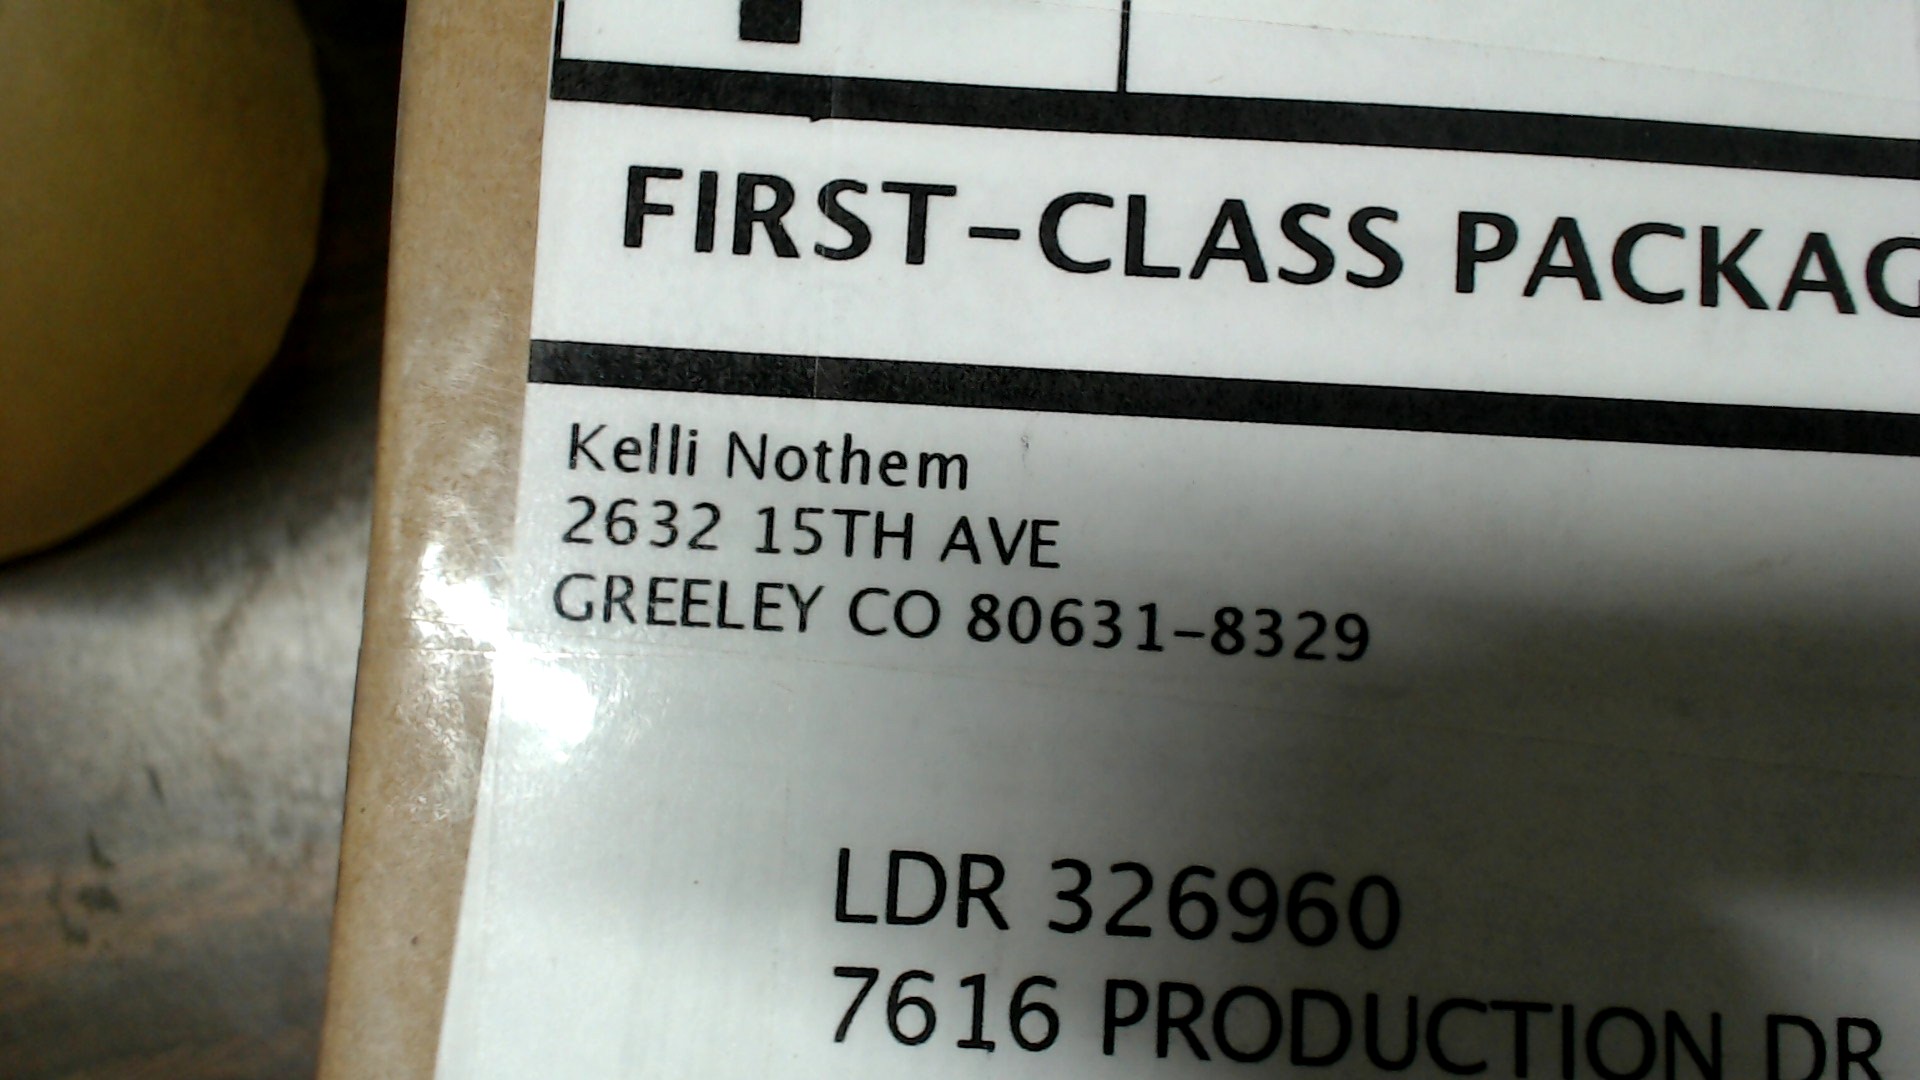 FIRST-CLASS PACKAG
Kelli Nothem
2632 15TH AVE
GREELEY CO 80631-8329
LDR 326960
7616 PRODUCTION DR